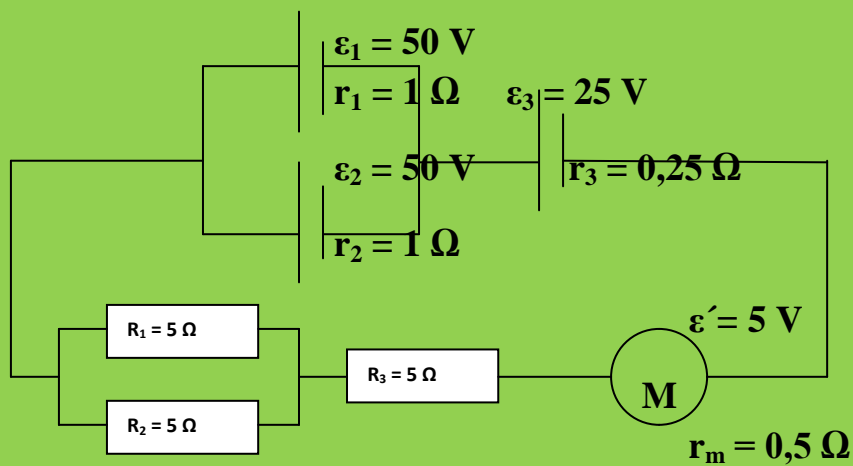 ε₁ = 50 V
r₁ = 1 Ω
ε₃ = 25 V
ε₂ = 50 V
r₃ = 0,25 Ω
r₂ = 1 Ω
R₁ = 5 Ω
ε´= 5 V
R₃ = 5 Ω
M
R₂ = 5 Ω
rₘ = 0,5 Ω